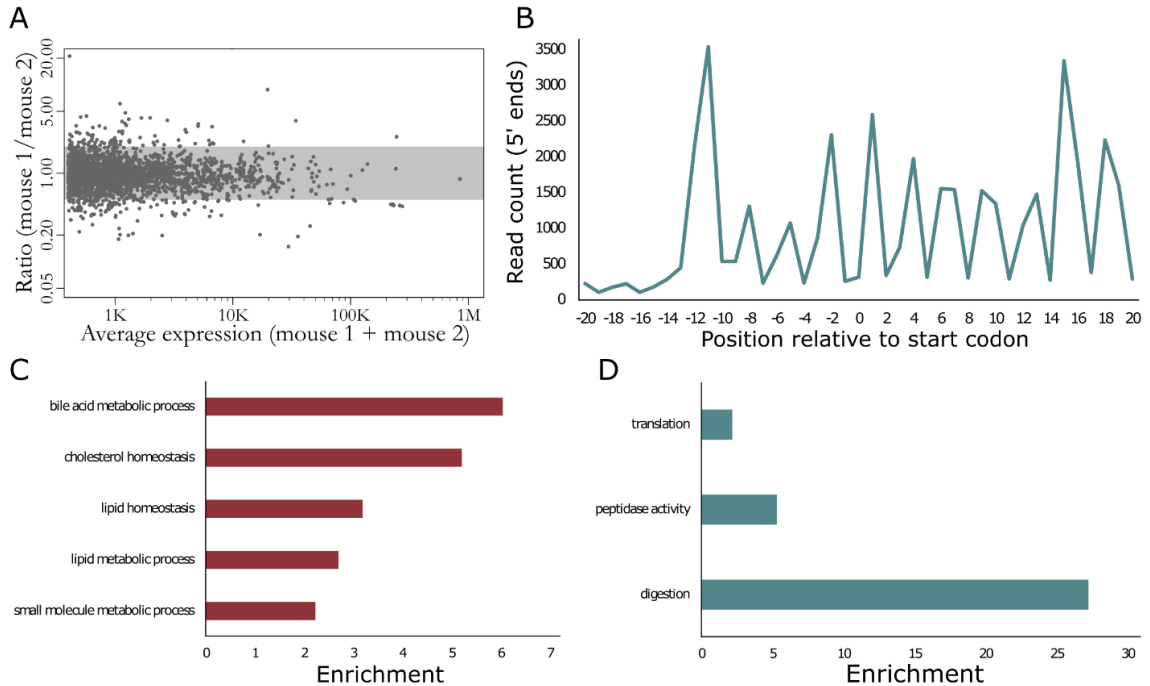 A
Ratio (mouse 1/mouse 2)
20.00
5.00
1.00
0.20
0.05
1K 10K 100K 1M
Average expression (mouse 1 + mouse 2)
B
Read count (5' ends)
3500
3000
2500
2000
1500
1000
500
0
-20 -18 -16 -14 -12 -10 -8 -6 -4 -2 0 2 4 6 8 10 12 14 16 18 20
Position relative to start codon
C
bile acid metabolic process
cholesterol homeostasis
lipid homeostasis
lipid metabolic process
small molecule metabolic process
0 1 2 3 4 5 6 7
Enrichment
D
translation
peptidase activity
digestion
0 5 10 15 20 25 30
Enrichment